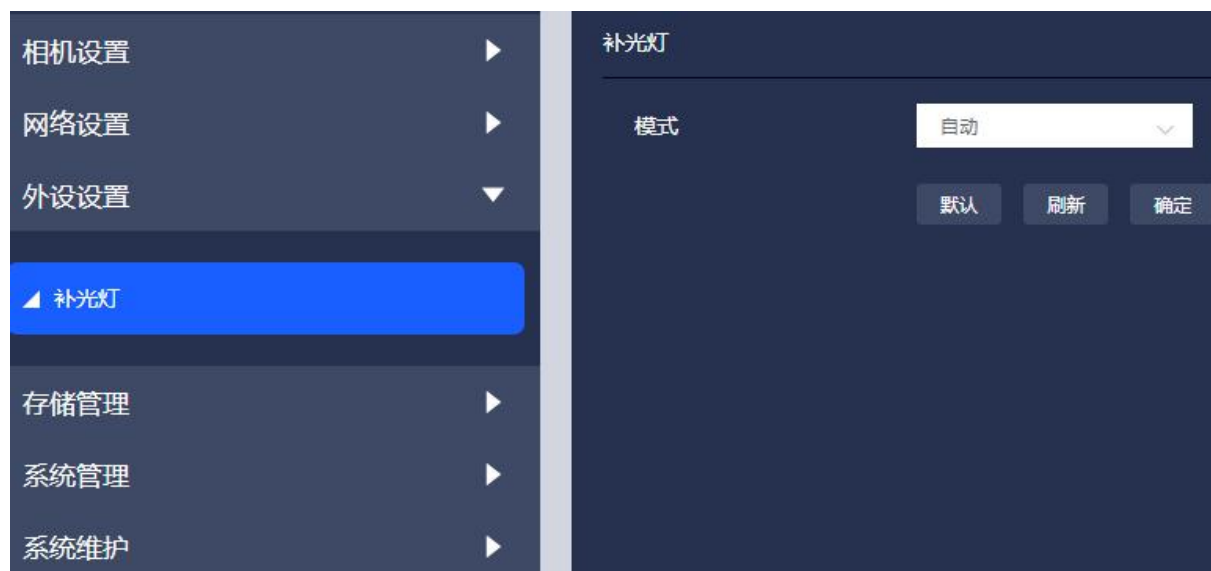 相机设置
网络设置
外设设置
补光灯
存储管理
系统管理
系统维护
补光灯
模式 自动
默认 刷新 确定